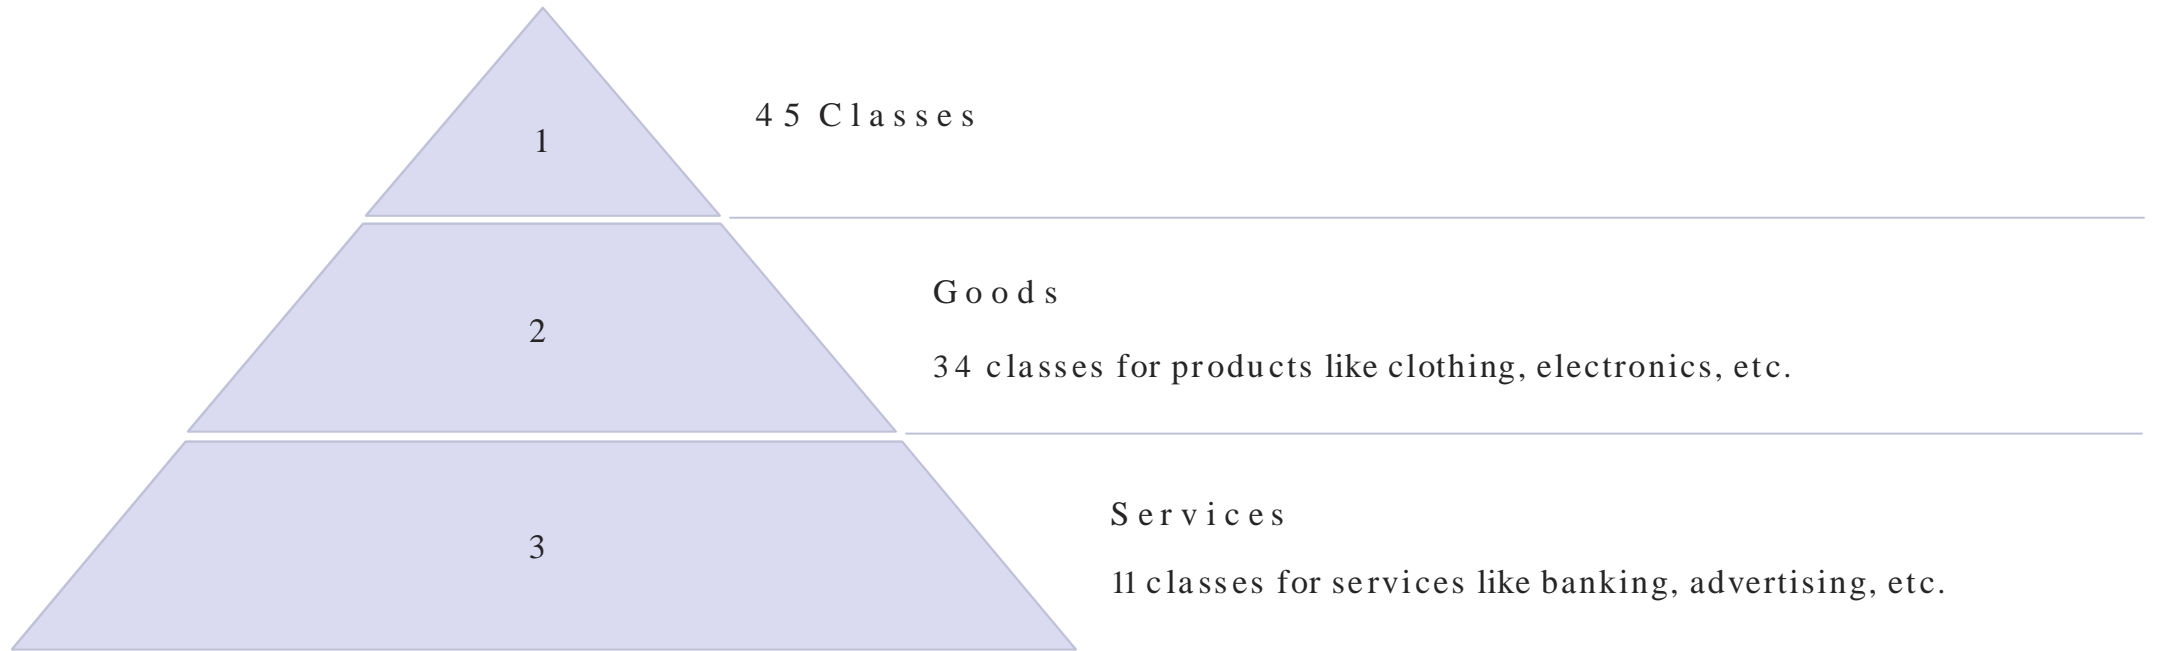 1
45 Classes
2
Goods
34 classes for products like clothing, electronics, etc.
3
Services
11 classes for services like banking, advertising, etc.